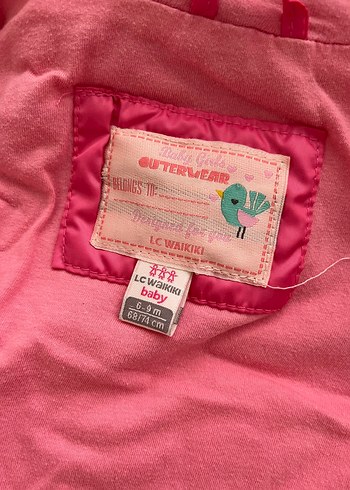 Baby Girls
OUTERWEAR
BELONGS TO:
Designed for You
LC WAIKIKI
LC WAIKIKI
baby
6-9 m
68/74 cm